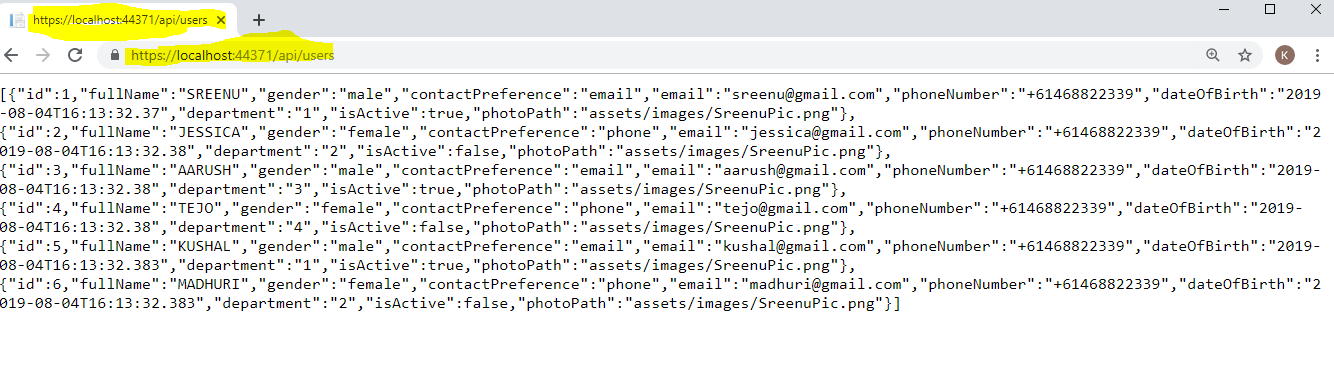 https://localhost:44371/api/users
https://localhost:44371/api/users
K
[{"id":1,"fullName":"SREENU","gender":"male","contactPreference":"email","email":"sreenu@gmail.com","phoneNumber":"+61468822339","dateOfBirth":"2019
-08-04T16:13:32.37","department":"1","isActive":true,"photoPath":"assets/images/SreenuPic.png"},
{"id":2,"fullName":"JESSICA","gender":"female","contactPreference":"phone","email":"jessica@gmail.com","phoneNumber":"+61468822339","dateOfBirth":"2
019-08-04T16:13:32.38","department":"2","isActive":false,"photoPath":"assets/images/SreenuPic.png"},
{"id":3,"fullName":"AARUSH","gender":"male","contactPreference":"email","email":"aarush@gmail.com","phoneNumber":"+61468822339","dateOfBirth":"2019-
08-04T16:13:32.38","department":"3","isActive":true,"photoPath":"assets/images/SreenuPic.png"},
{"id":4,"fullName":"TEJO","gender":"female","contactPreference":"phone","email":"tejo@gmail.com","phoneNumber":"+61468822339","dateOfBirth":"2019-
08-04T16:13:32.38","department":"4","isActive":false,"photoPath":"assets/images/SreenuPic.png"},
{"id":5,"fullName":"KUSHAL","gender":"male","contactPreference":"email","email":"kushal@gmail.com","phoneNumber":"+61468822339","dateOfBirth":"2019-
08-04T16:13:32.383","department":"1","isActive":true,"photoPath":"assets/images/SreenuPic.png"},
{"id":6,"fullName":"MADHURI","gender":"female","contactPreference":"phone","email":"madhuri@gmail.com","phoneNumber":"+61468822339","dateOfBirth":"2
019-08-04T16:13:32.383","department":"2","isActive":false,"photoPath":"assets/images/SreenuPic.png"}]